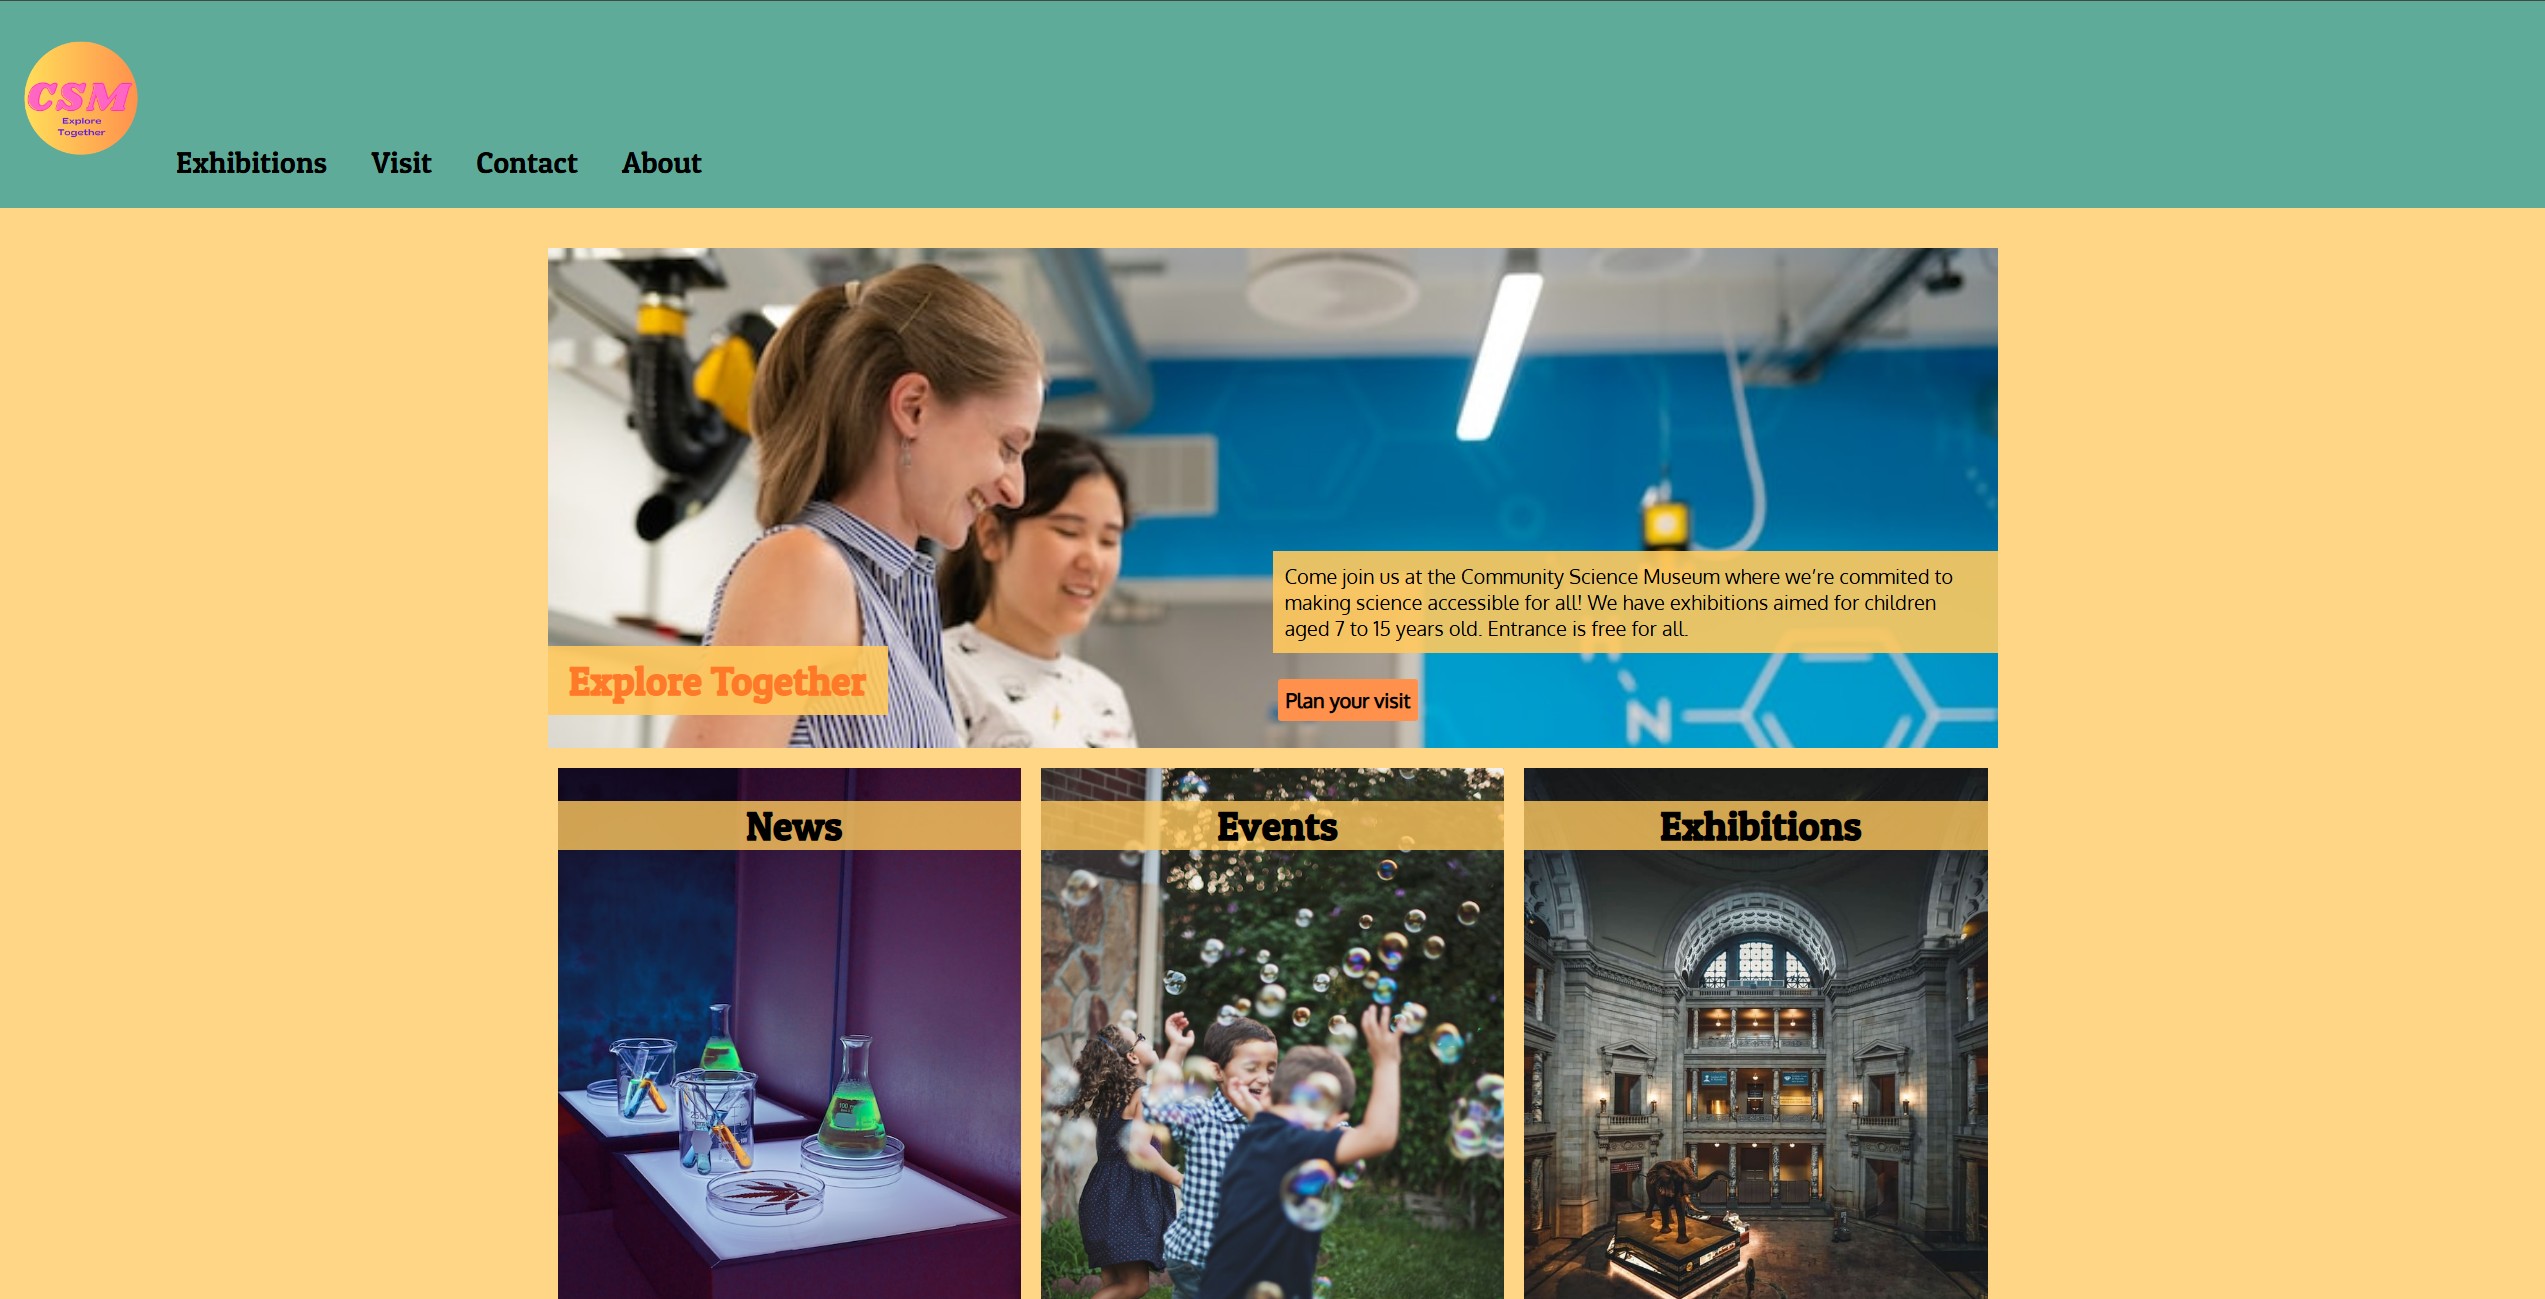 CSM
Explore
Together
Exhibitions Visit Contact About
Come join us at the Community Science Museum where we're commited to
making science accessible for all! We have exhibitions aimed for children
aged 7 to 15 years old. Entrance is free for all.
Explore Together
Plan your visit
N
News Events Exhibitions